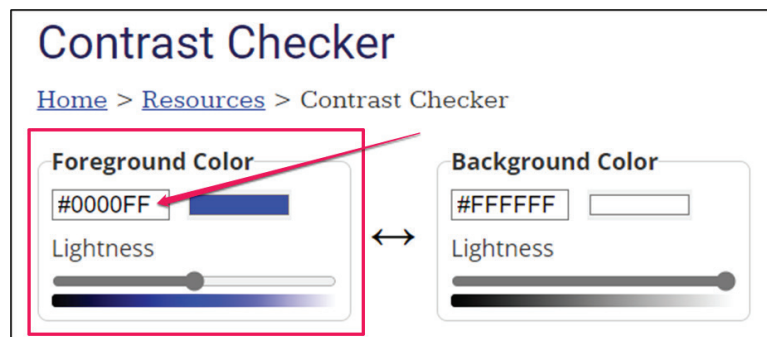 Contrast Checker
Home > Resources > Contrast Checker
Foreground Color
#0000FF
Lightness
Background Color
#FFFFFF
Lightness